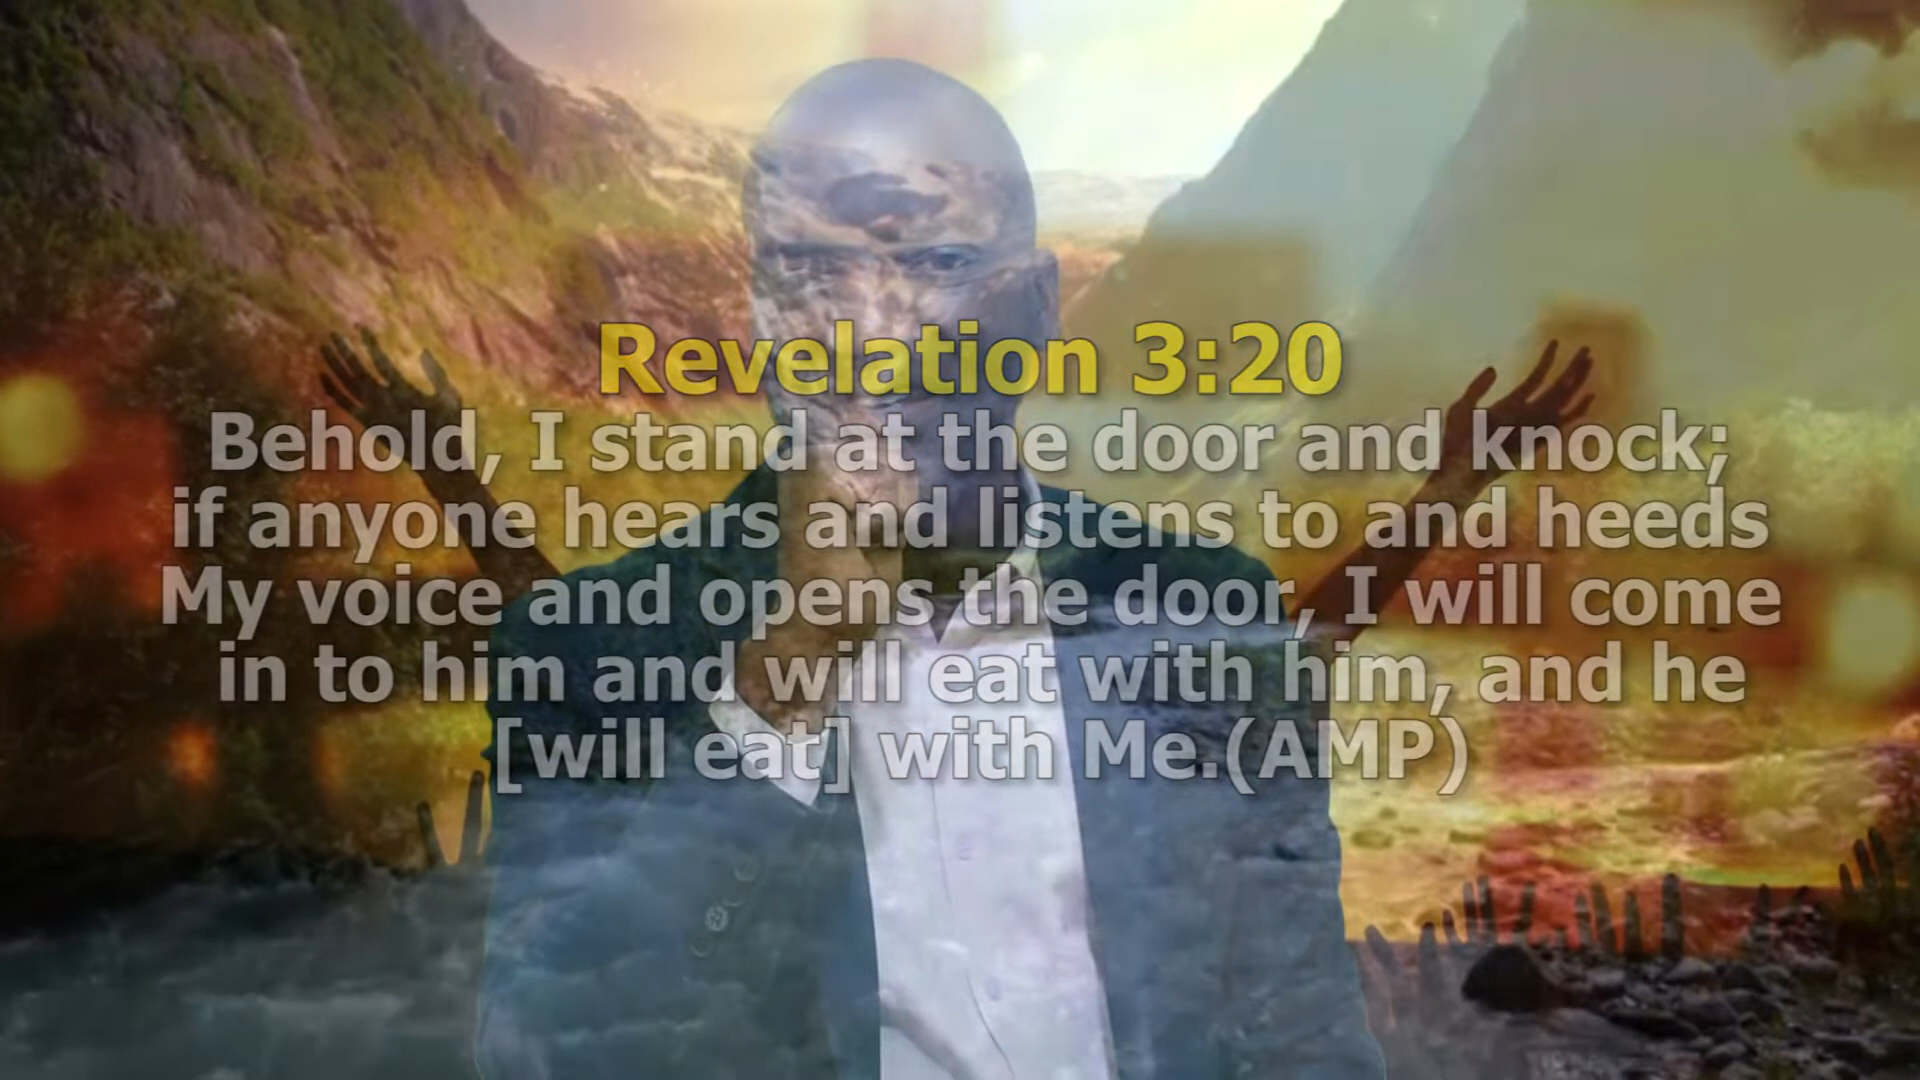 Revelation 3:20
Behold, I stand at the door and knock;
if anyone hears and listens to and heeds
My voice and opens the door, I will come
in to him and will eat with him, and he
[will eat] with Me.(AMP)